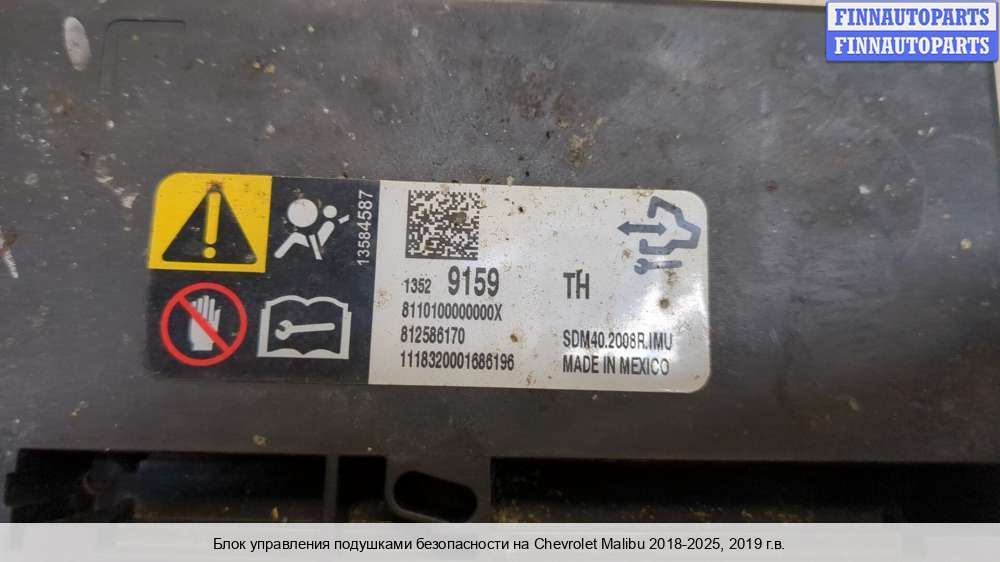 FINNAUTOPARTS
FINNAUTOPARTS
13584587
1352 9159 TH
8110100000000X
812586170 SDM40.2008R.IMU
1118320001686196 MADE IN MEXICO
Блок управления подушками безопасности на Chevrolet Malibu 2018-2025, 2019 г.в.